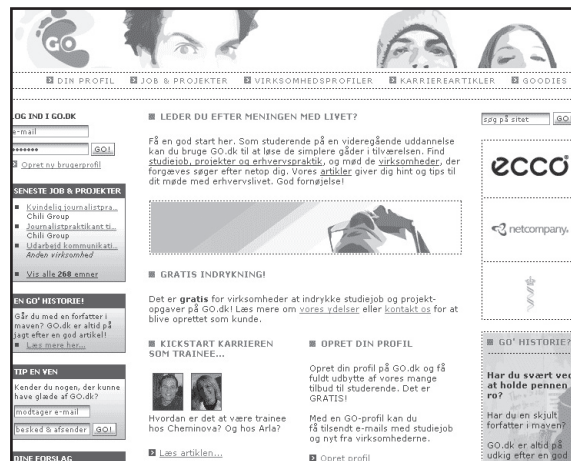 GO
DIN PROFIL
JOB & PROJEKTER
VIRKSOMHEDSPROFILER
KARRIEREARTIKLER
GOODIES
LOG IND I GO.DK
e-mail
GO!
Opret ny brugerprofil
SENESTE JOB & PROJEKTER
Kvindelig journalistpra...
Chili Group
Journalistpraktikant ti...
Chili Group
Udarbejd kommunikati...
Anden virksomhed
Vis alle 268 emner
EN GO' HISTORIE!
Går du med en forfatter i
maven? GO.dk er altid på
jagt efter en god artikel!
Læs mere her...
TIP EN VEN
Kender du nogen, der kunne
have glæde af GO.dk?
modtager e-mail
besked & afsender
GO!
DINE FORSLAG
LEDER DU EFTER MENINGEN MED LIVET?
Få en god start her. Som studerende på en videregående uddannelse
kan du bruge GO.dk til at løse de simplere gåder i tilværelsen. Find
studiejob, projekter og erhvervspraktik, og mød de virksomheder, der
forgæves søger efter netop dig. Vores artikler giver dig hint og tips til
dit møde med erhvervslivet. God fornøjelse!
GRATIS INDRYKNING!
Det er gratis for virksomheder at indrykke studiejob og projekt-
opgaver på GO.dk! Læs mere om vores ydelser eller kontakt os for at
blive oprettet som kunde.
KICKSTART KARRIEREN
SOM TRAINEE...
Hvordan er det at være trainee
hos Cheminova? Og hos Arla?
Læs artiklen...
OPRET DIN PROFIL
Opret din profil på GO.dk og få
fuldt udbytte af vores mange
tilbud til studerende. Det er
GRATIS!
Med en GO-profil kan du
få tilsendt e-mails med studiejob
og nyt fra virksomhederne.
Opret profil
søg på sitet
GO
ecco
netcompany
GO' HISTORIE?
Har du svært ved
at holde pennen
ro?
Har du en skjult
forfatter i maven?
GO.dk er altid på
udkig efter en god